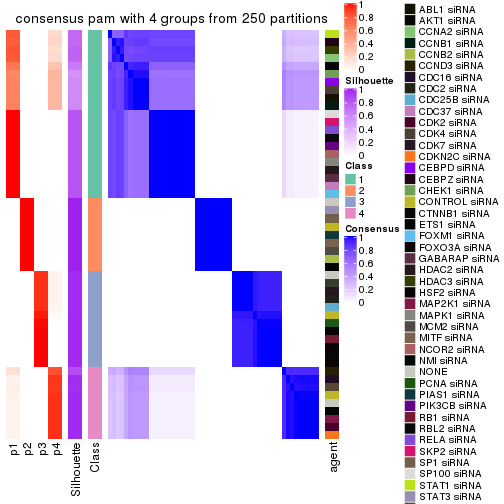 consensus pam with 4 groups from 250 partitions
1
0.8
0.6
0.4
0.2
0
Silhouette
1
0.8
0.6
0.4
0.2
0
Class
1
2
3
4
Consensus
1
0.8
0.6
0.4
0.2
0
p1
p2
p3
p4
Silhouette
Class
agent
ABL1 siRNA
AKT1 siRNA
CCNA2 siRNA
CCNB1 siRNA
CCNB2 siRNA
CCND3 siRNA
CDC16 siRNA
CDC2 siRNA
CDC25B siRNA
CDC37 siRNA
CDK2 siRNA
CDK4 siRNA
CDK7 siRNA
CDKN2C siRNA
CEBPD siRNA
CEBPZ siRNA
CHEK1 siRNA
CONTROL siRNA
CTNNB1 siRNA
ETS1 siRNA
FOXM1 siRNA
FOXO3A siRNA
GABARAP siRNA
HDAC2 siRNA
HDAC3 siRNA
HSF2 siRNA
MAP2K1 siRNA
MAPK1 siRNA
MCM2 siRNA
MITF siRNA
NCOR2 siRNA
NMI siRNA
NONE
PCNA siRNA
PIAS1 siRNA
PIK3CB siRNA
RB1 siRNA
RBL2 siRNA
RELA siRNA
SKP2 siRNA
SP1 siRNA
SP100 siRNA
STAT1 siRNA
STAT3 siRNA